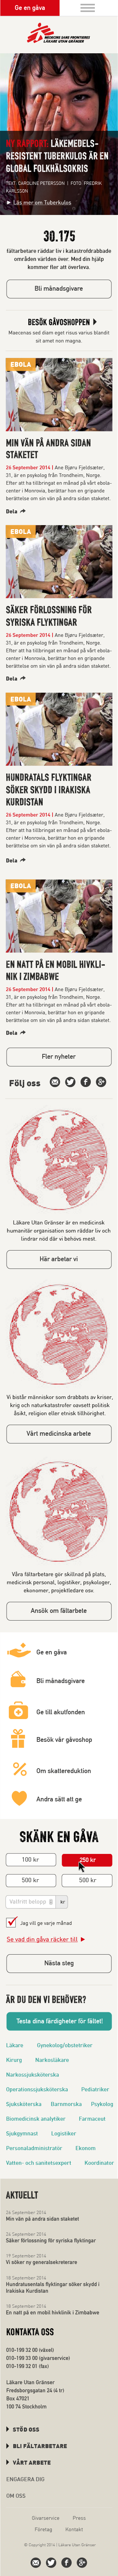 Ge en gåva
MEDECINS SANS FRONTIERES
LÄKARE UTAN GRÄNSER
NY RAPPORT: LÄKEMEDELS-
RESISTENT TUBERKULOS ÄR EN
GLOBAL FOLKHÄLSOKRIS
TEXT: CAROLINE PETERSSON | FOTO: FREDRIK
KARLSSON
Läs mer om Tuberkulos
30.175
fältarbetare räddar liv i katastrofdrabbade
områden världen över. Med din hjälp
kommer fler att överleva.
Bli månadsgivare
BESÖK GÅVOSHOPPEN
Maecenas sed diam eget risus varius blandit
sit amet non magna.
EBOLA
MIN VÄN PÅ ANDRA SIDAN
STAKETET
26 September 2014 | Ane Bjøru Fjeldsæter,
31, är en psykolog från Trondheim, Norge.
Efter att ha tillbringan en månad på vårt ebola-
center i Monrovia, berättar hon en gripande
berättelse om sin vän på andra sidan staketet.
Dela
EBOLA
SÄKER FÖRLOSSNING FÖR
SYRISKA FLYKTINGAR
26 September 2014 | Ane Bjøru Fjeldsæter,
31, är en psykolog från Trondheim, Norge.
Efter att ha tillbringan en månad på vårt ebola-
center i Monrovia, berättar hon en gripande
berättelse om sin vän på andra sidan staketet.
Dela
EBOLA
HUNDRATALS FLYKTINGAR
SÖKER SKYDD I IRAKISKA
KURDISTAN
26 September 2014 | Ane Bjøru Fjeldsæter,
31, är en psykolog från Trondheim, Norge.
Efter att ha tillbringan en månad på vårt ebola-
center i Monrovia, berättar hon en gripande
berättelse om sin vän på andra sidan staketet.
Dela
EBOLA
EN NATT PÅ EN MOBIL HIVKLI-
NIK I ZIMBABWE
26 September 2014 | Ane Bjøru Fjeldsæter,
31, är en psykolog från Trondheim, Norge.
Efter att ha tillbringan en månad på vårt ebola-
center i Monrovia, berättar hon en gripande
berättelse om sin vän på andra sidan staketet.
Dela
Fler nyheter
Följ oss
Läkare Utan Gränser är en medicinsk
humanitär organisation som räddar liv och
lindrar nöd där vi behövs mest.
Här arbetar vi
Vi bistår människor som drabbats av kriser,
krig och naturkatastrofer oavsett politisk
åsikt, religion eller etnisk tillhörighet.
Vårt medicinska arbete
Våra fältarbetare gör skillnad på plats,
medicinsk personal, logistiker, psykologer,
ekonomer, projektledare osv.
Ansök om fältarbete
Ge en gåva
Bli månadsgivare
Ge till akutfonden
Besök vår gåvoshop
Om skattereduktion
Andra sätt att ge
SKÄNK EN GÅVA
100 kr
250 kr
500 kr
500 kr
Valfritt belopp
kr
Jag vill ge varje månad
Se vad din gåva räcker till
Nästa steg
ÄR DU DEN VI BEHÖVER?
Testa dina färdigheter för fältet!
Läkare Gynekolog/obstetriker
Kirurg Narkosläkare
Narkossjuksköterska
Operationssjuksköterska Pediatriker
Sjuksköterska Barnmorska Psykolog
Biomedicinsk analytiker Farmaceut
Sjukgymnast Logistiker
Personaladministratör Ekonom
Vatten- och sanitetsexpert Koordinator
AKTUELLT
26 September 2014
Min vän på andra sidan staketet
26 September 2014
Säker förlossning för syriska flyktingar
19 September 2014
Vi söker ny generalsekreterare
18 September 2014
Hundratusentals flyktingar söker skydd i
irakiska Kurdistan
18 September 2014
En natt på en mobil hivklinik i Zimbabwe
KONTAKTA OSS
010-199 32 00 (växel)
010-199 33 00 (givarservice)
010-199 32 01 (fax)
Läkare Utan Gränser
Fredsborgsgatan 24 (4 tr)
Box 47021
100 74 Stockholm
STÖD OSS
BLI FÄLTARBETARE
VÅRT ARBETE
ENGAGERA DIG
OM OSS
Givarservice Press
Företag Kontakt
© Copyright 2014 | Läkare Utan Gränser